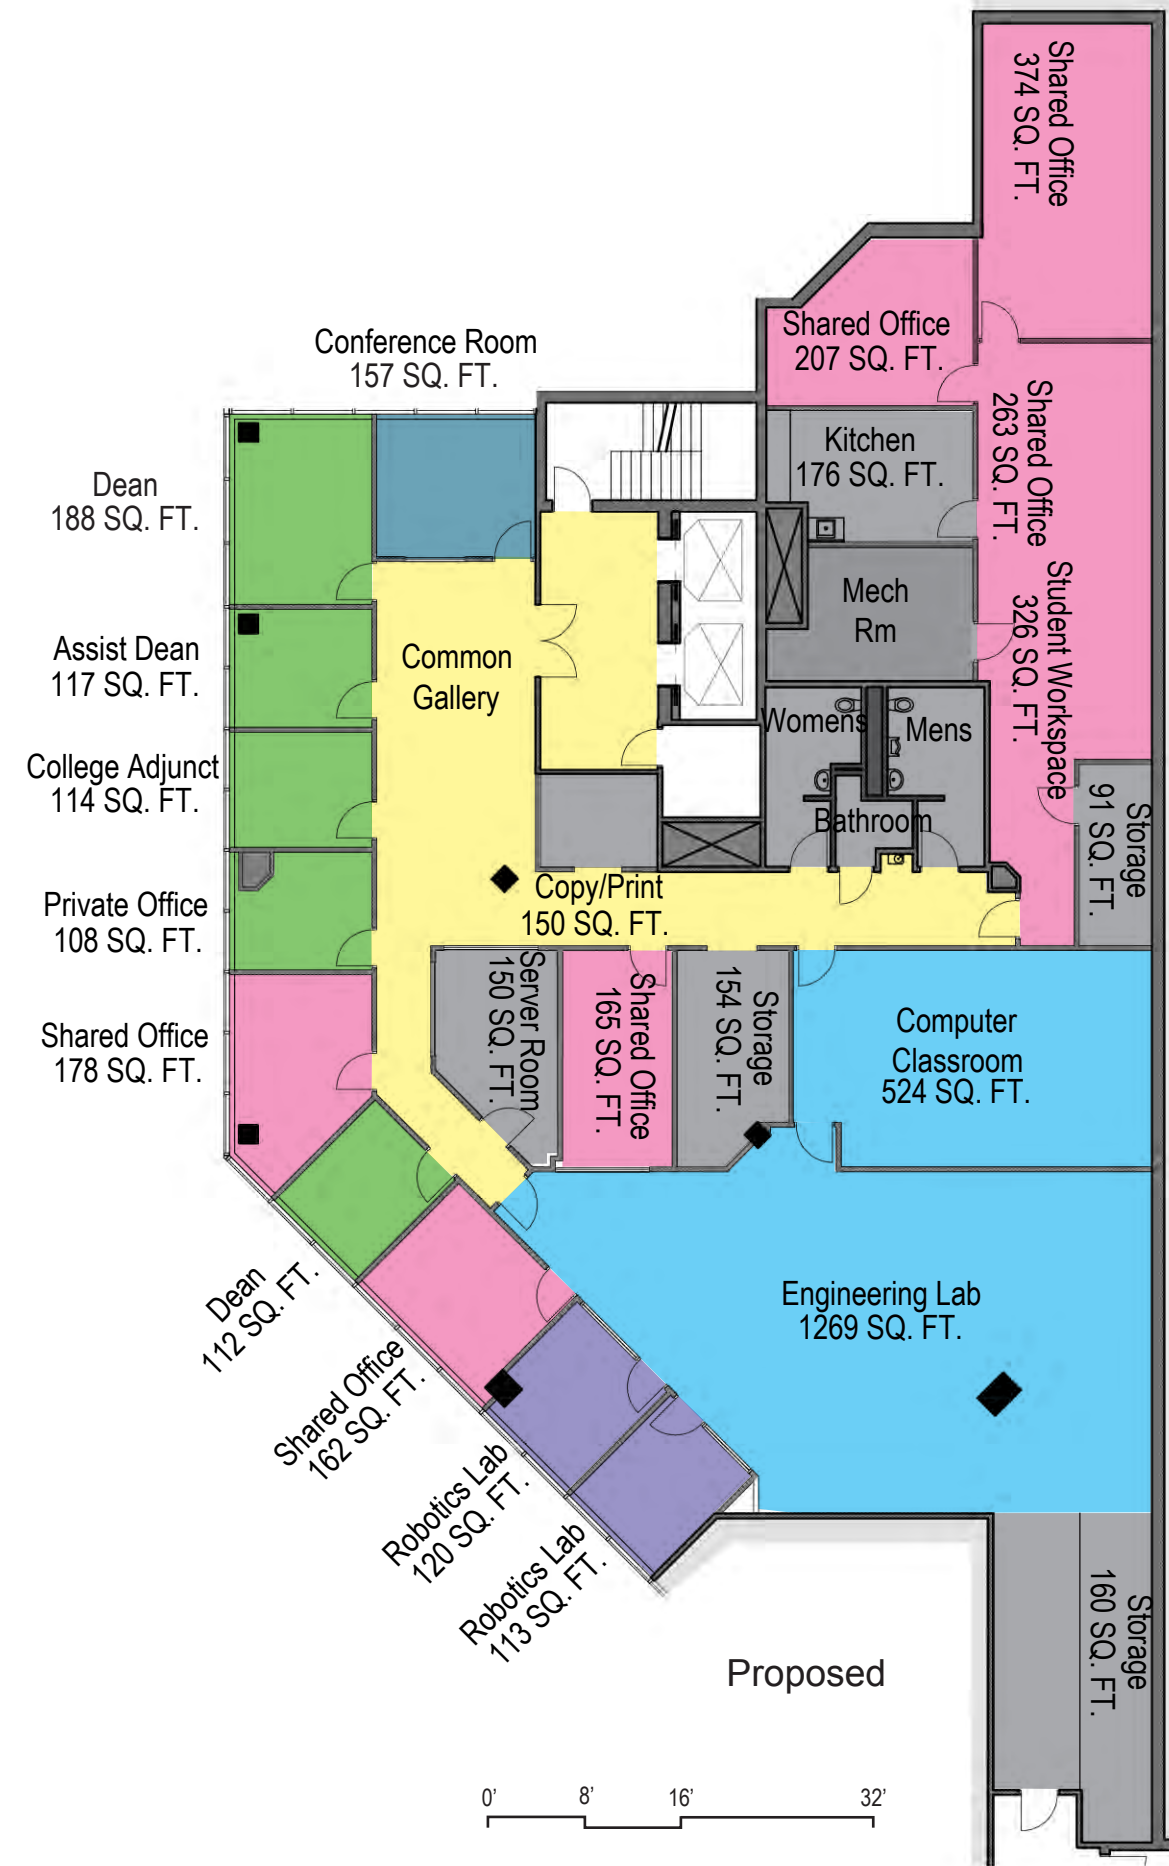 Shared Office
374 SQ. FT.
Shared Office
207 SQ. FT.
Conference Room
157 SQ. FT.
Shared Office
263 SQ. FT.
Kitchen
176 SQ. FT.
Dean
188 SQ. FT.
Mech
Rm
Student Workspace
326 SQ. FT.
Assist Dean
117 SQ. FT.
Common
Gallery
Womens
Mens
College Adjunct
114 SQ. FT.
Bathroom
Storage
91 SQ. FT.
Copy/Print
150 SQ. FT.
Private Office
108 SQ. FT.
Server Room
150 SQ. FT.
Shared Office
165 SQ. FT.
Storage
154 SQ. FT.
Computer
Classroom
524 SQ. FT.
Shared Office
178 SQ. FT.
Dean
112 SQ. FT.
Engineering Lab
1269 SQ. FT.
Shared Office
162 SQ. FT.
Robotics Lab
120 SQ. FT.
Robotics Lab
113 SQ. FT.
Storage
160 SQ. FT.
Proposed
0' 8' 16' 32'